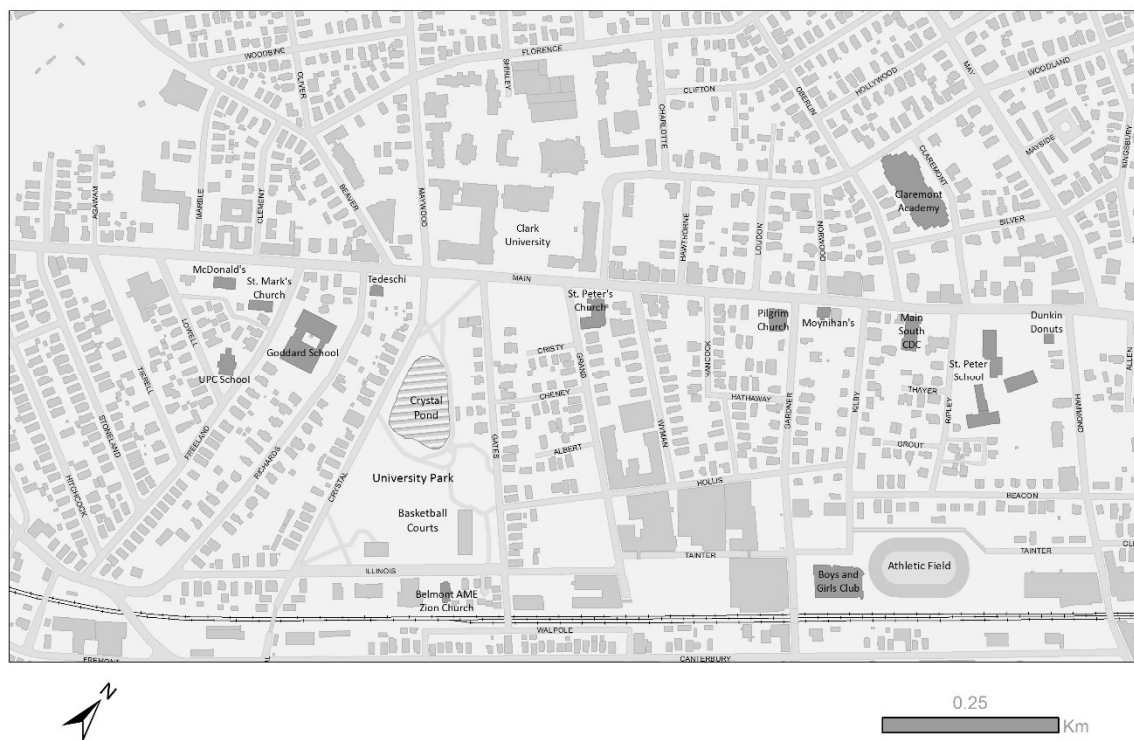 WOODBINE
FLORENCE
OLIVER
SHIRLEY
CLIFTON
OBERLIN
HOLLYWOOD
MAY
WOODLAND
CHARLOTTE
MAYSIDE
KINGSBURY
AGAWAM
MARBLE
CLEMENT
BEAVER
MAYWOOD
CLAREMONT
Claremont
Academy
Clark
University
HAWTHORNE
LOUDON
NORWOOD
SILVER
MAIN
McDonald's
St. Mark's
Church
Tedeschi
St. Peter's
Church
Pilgrim
Church
Moynihan's
Main
South
CDC
Dunkin
Donuts
LOWELL
Goddard School
UPC School
CRISTY
GRAND
HANCOCK
St. Peter
School
ALLEN
TIRRELL
Crystal
Pond
CHENEY
HATHAWAY
THAYER
STONELAND
FREELAND
RICHARDS
GATES
WYMAN
GARDNER
KILBY
RIPLEY
HAMMOND
ALBERT
GROUT
HITCHCOCK
CRYSTAL
University Park
HOLLIS
BEACON
Basketball
Courts
TAINTER
TAINTER
ILLINOIS
Athletic Field
Boys and
Girls Club
Belmont AME
Zion Church
WALPOLE
FREMONT
CANTERBURY
N
0.25
Km